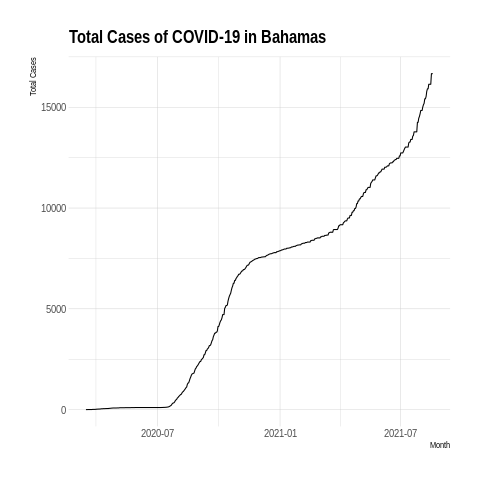 Total Cases of COVID-19 in Bahamas
Total Cases
15000
10000
5000
0
2020-07
2021-01
2021-07
Month